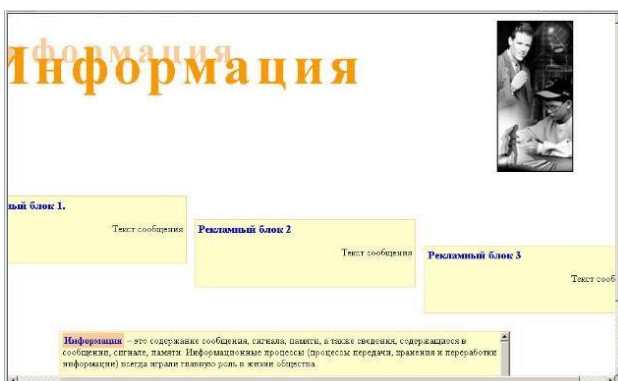 нформация
Информация
ный блок 1.
Текст сообщения
Рекламный блок 2
Текст сообщения
Рекламный блок 3
Текст сооб
Информация – это содержание сообщения, сигнала, памяти, а также сведения, содержащиеся в
сообщении, сигнале, памяти. Информационные процессы (процессы передачи, хранения и переработки
информации) всегда играли главную роль в жизни общества.